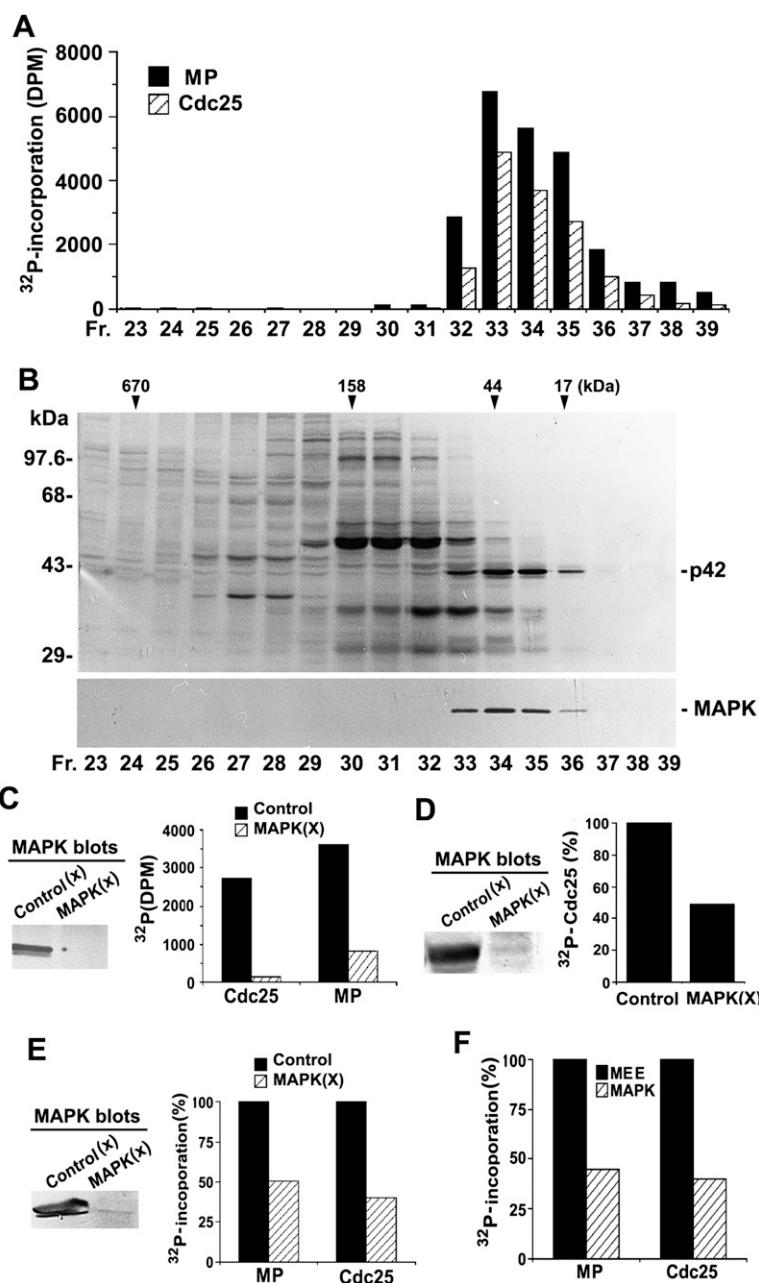 A
8000
6000
4000
2000
0
32P-incorporation (DPM)
MP
Cdc25
Fr. 23 24 25 26 27 28 29 30 31 32 33 34 35 36 37 38 39
B
670 158 44 17 (kDa)
kDa
97.6-
68-
43-
29-
-p42
- MAPK
Fr. 23 24 25 26 27 28 29 30 31 32 33 34 35 36 37 38 39
C
MAPK blots
Control(x)
MAPK(x)
Control
MAPK(X)
4000
3000
2000
1000
0
32P(DPM)
Cdc25 MP
D
MAPK blots
Control(x)
MAPK(x)
100
80
60
40
20
0
32P-Cdc25 (%)
Control MAPK(X)
E
MAPK blots
Control(x)
MAPK(x)
Control
MAPK(X)
100
75
50
25
0
32P-incoporation(%)
MP Cdc25
F
MEE
MAPK
100
75
50
25
0
32P-incorporation(%)
MP Cdc25